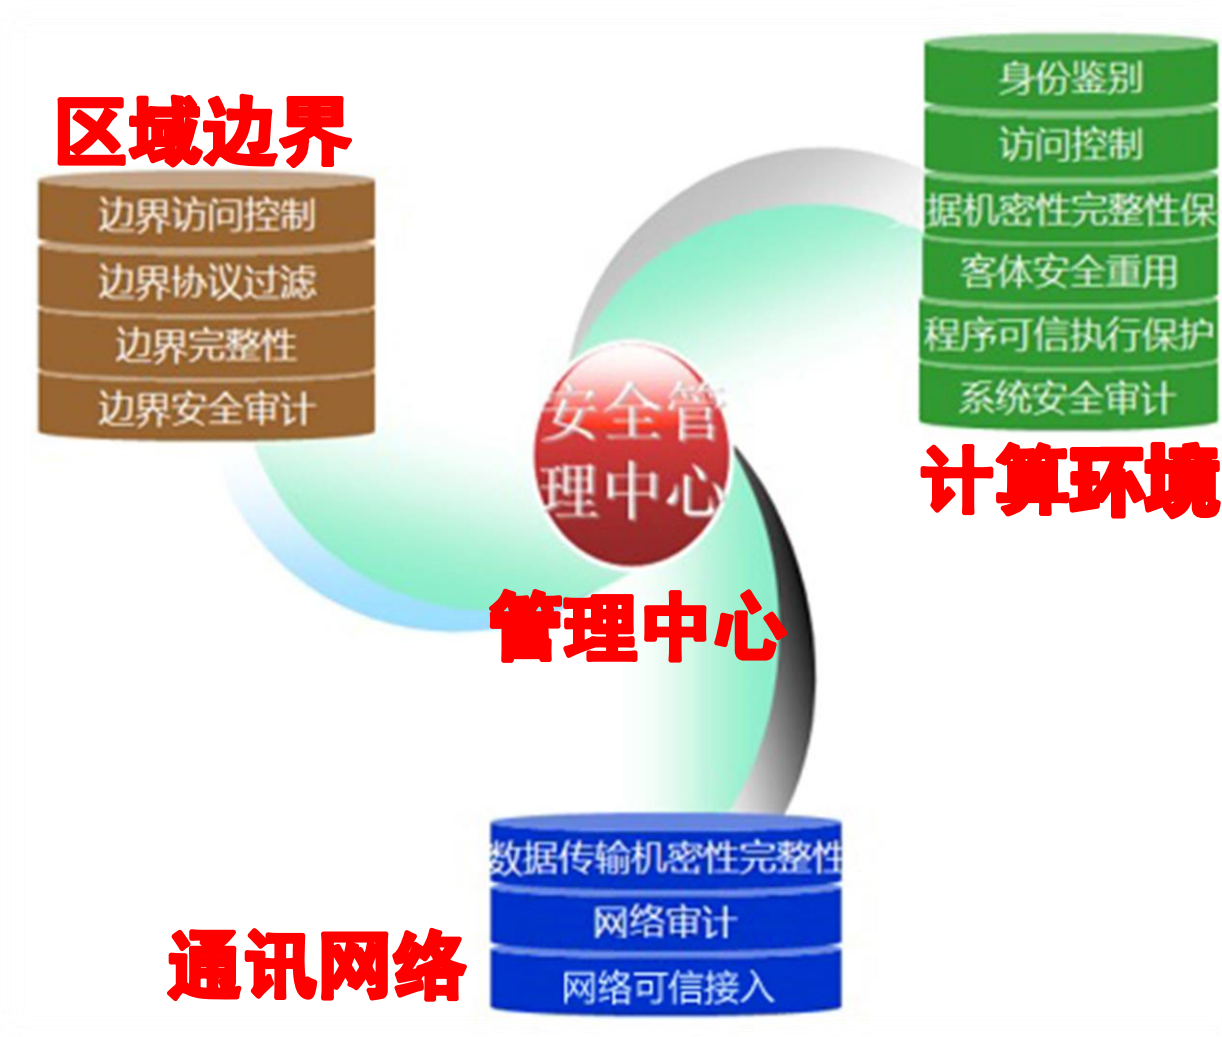 区域边界
边界访问控制
边界协议过滤
边界完整性
边界安全审计
身份鉴别
访问控制
据机密性完整性保
客体安全重用
程序可信执行保护
系统安全审计
计算环境
安全管
理中心
管理中心
数据传输机密性完整性
网络审计
网络可信接入
通讯网络